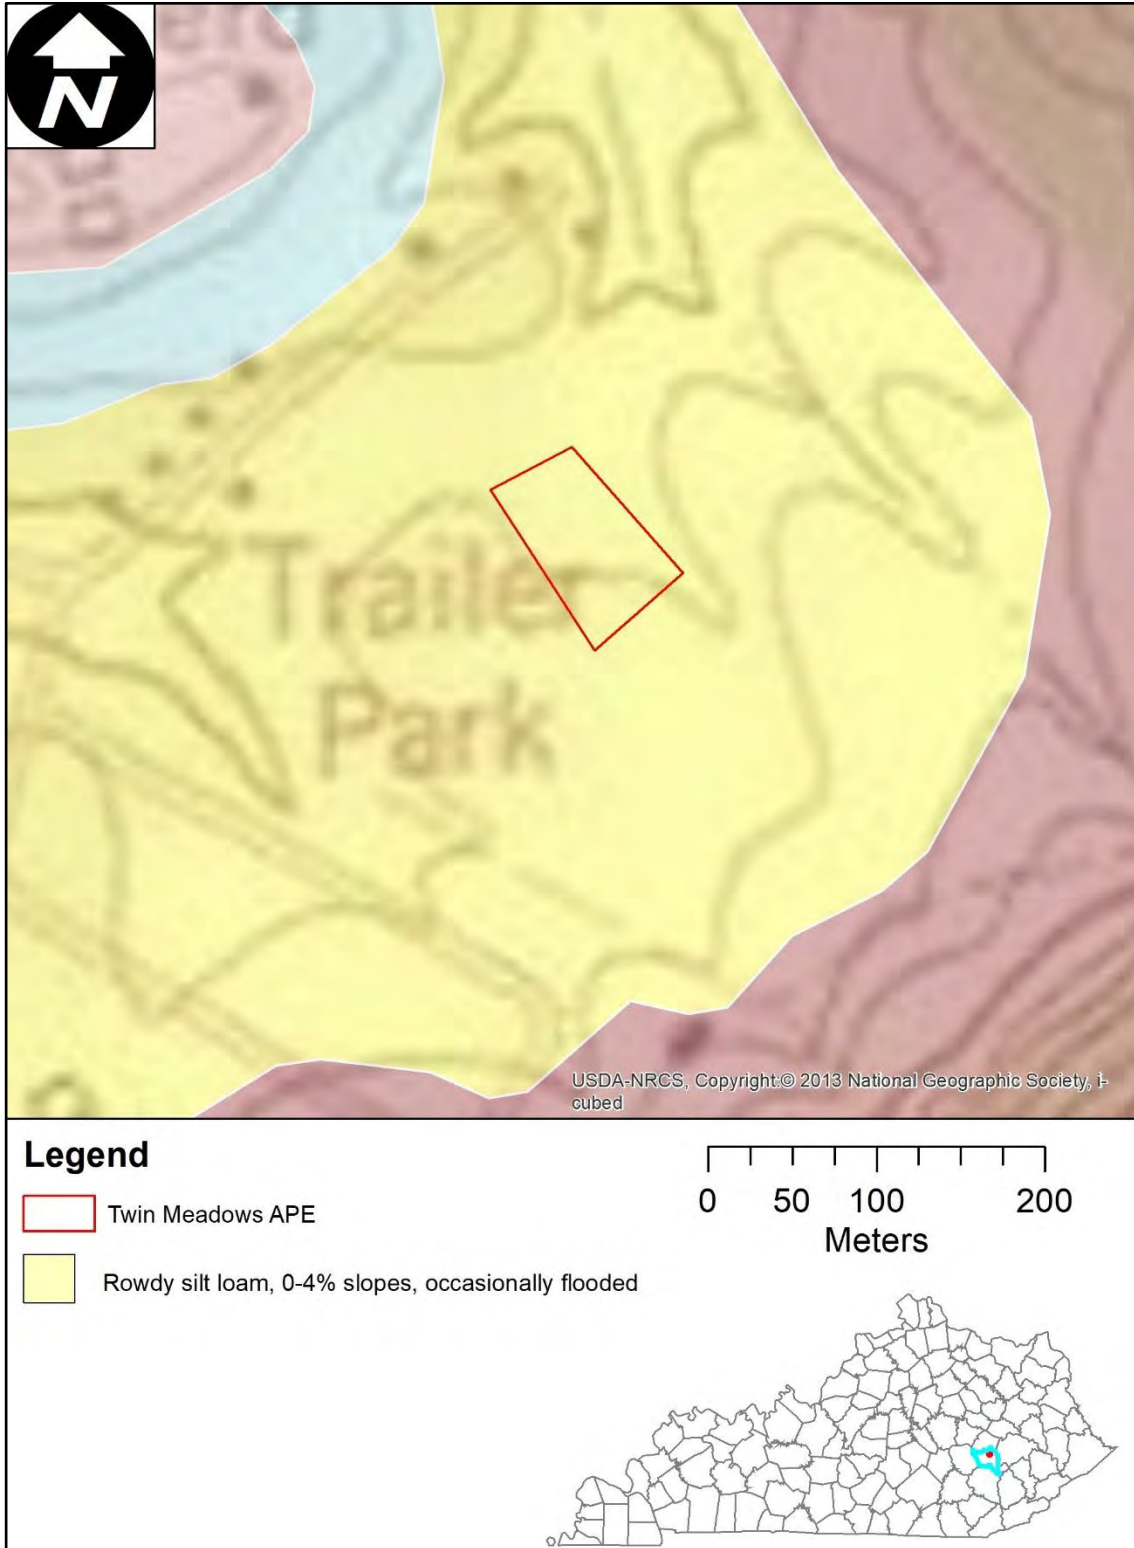 N
Trailer
Park
USDA-NRCS, Copyright:© 2013 National Geographic Society, i-
cubed
Legend
Twin Meadows APE
Rowdy silt loam, 0-4% slopes, occasionally flooded
0 50 100 200
Meters